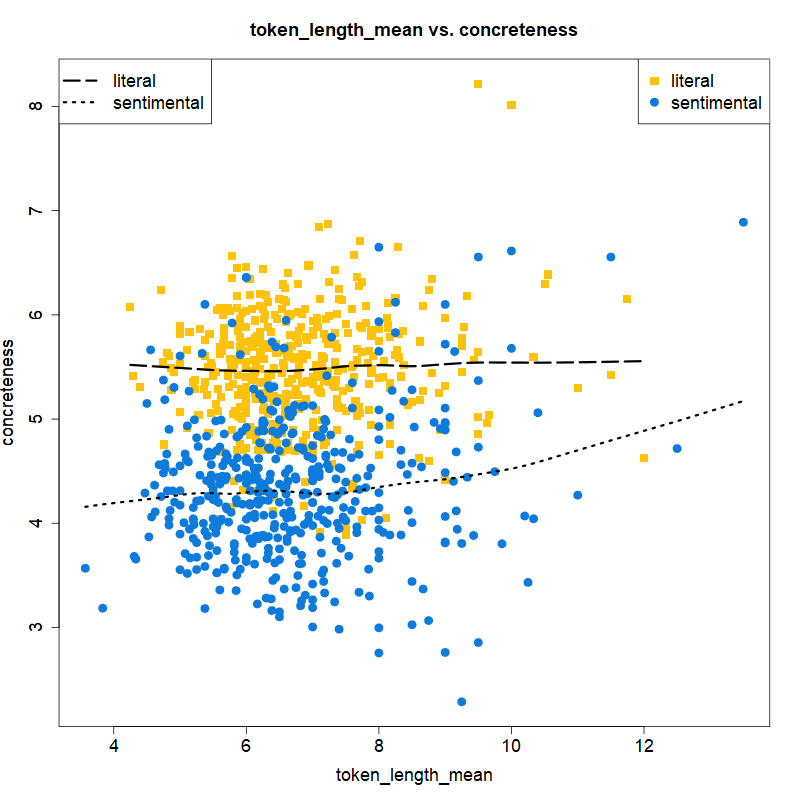 token_length_mean vs. concreteness
literal
sentimental
literal
sentimental
concreteness
8
7
6
5
4
3
4 6 8 10 12
token_length_mean